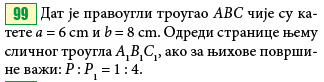 99 Дат је правоугли троугао ABC чије су ка-
тете a = 6 cm и b = 8 cm. Одреди странице њему
сличног троугла A₁B₁C₁, ако за њихове површи-
не важи: P : P₁ = 1 : 4.